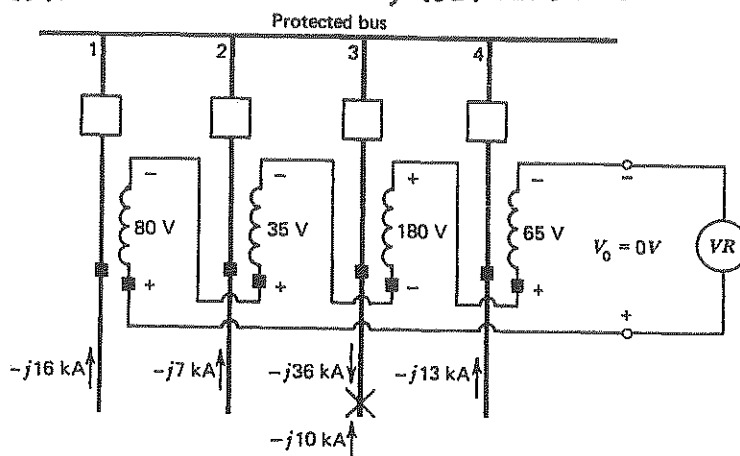 Protected bus
1 2 3 4
- - + -
80 V 35 V 180 V 65 V V₀ = 0V VR
-
+ + - +
+
-j16 kA -j7 kA -j36 kA -j13 kA
-j10 kA